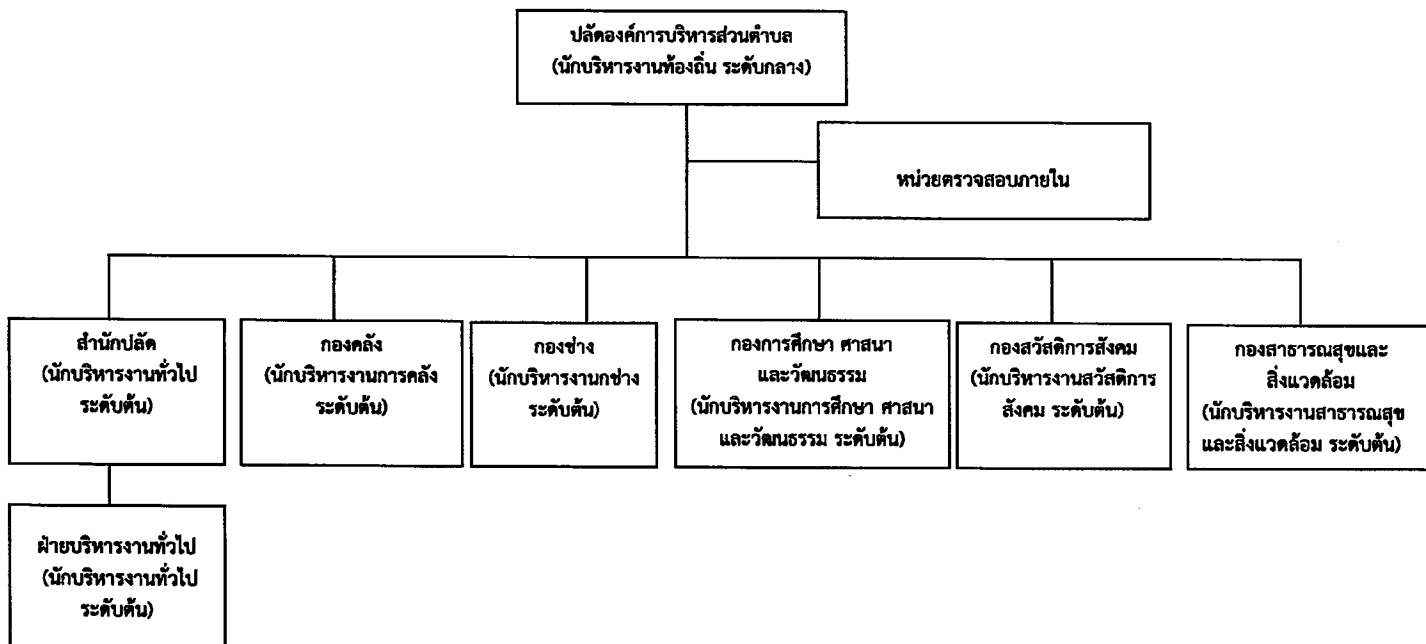 ปลัดองค์การบริหารส่วนตำบล
(นักบริหารงานท้องถิ่น ระดับกลาง)
หน่วยตรวจสอบภายใน
สำนักปลัด
(นักบริหารงานทั่วไป
ระดับต้น)
กองคลัง
(นักบริหารงานการคลัง
ระดับต้น)
กองช่าง
(นักบริหารงานกช่าง
ระดับต้น)
กองการศึกษา ศาสนา
และวัฒนธรรม
(นักบริหารงานการศึกษา ศาสนา
และวัฒนธรรม ระดับต้น)
กองสวัสดิการสังคม
(นักบริหารงานสวัสดิการ
สังคม ระดับต้น)
กองสาธารณสุขและ
สิ่งแวดล้อม
(นักบริหารงานสาธารณสุข
และสิ่งแวดล้อม ระดับต้น)
ฝ่ายบริหารงานทั่วไป
(นักบริหารงานทั่วไป
ระดับต้น)